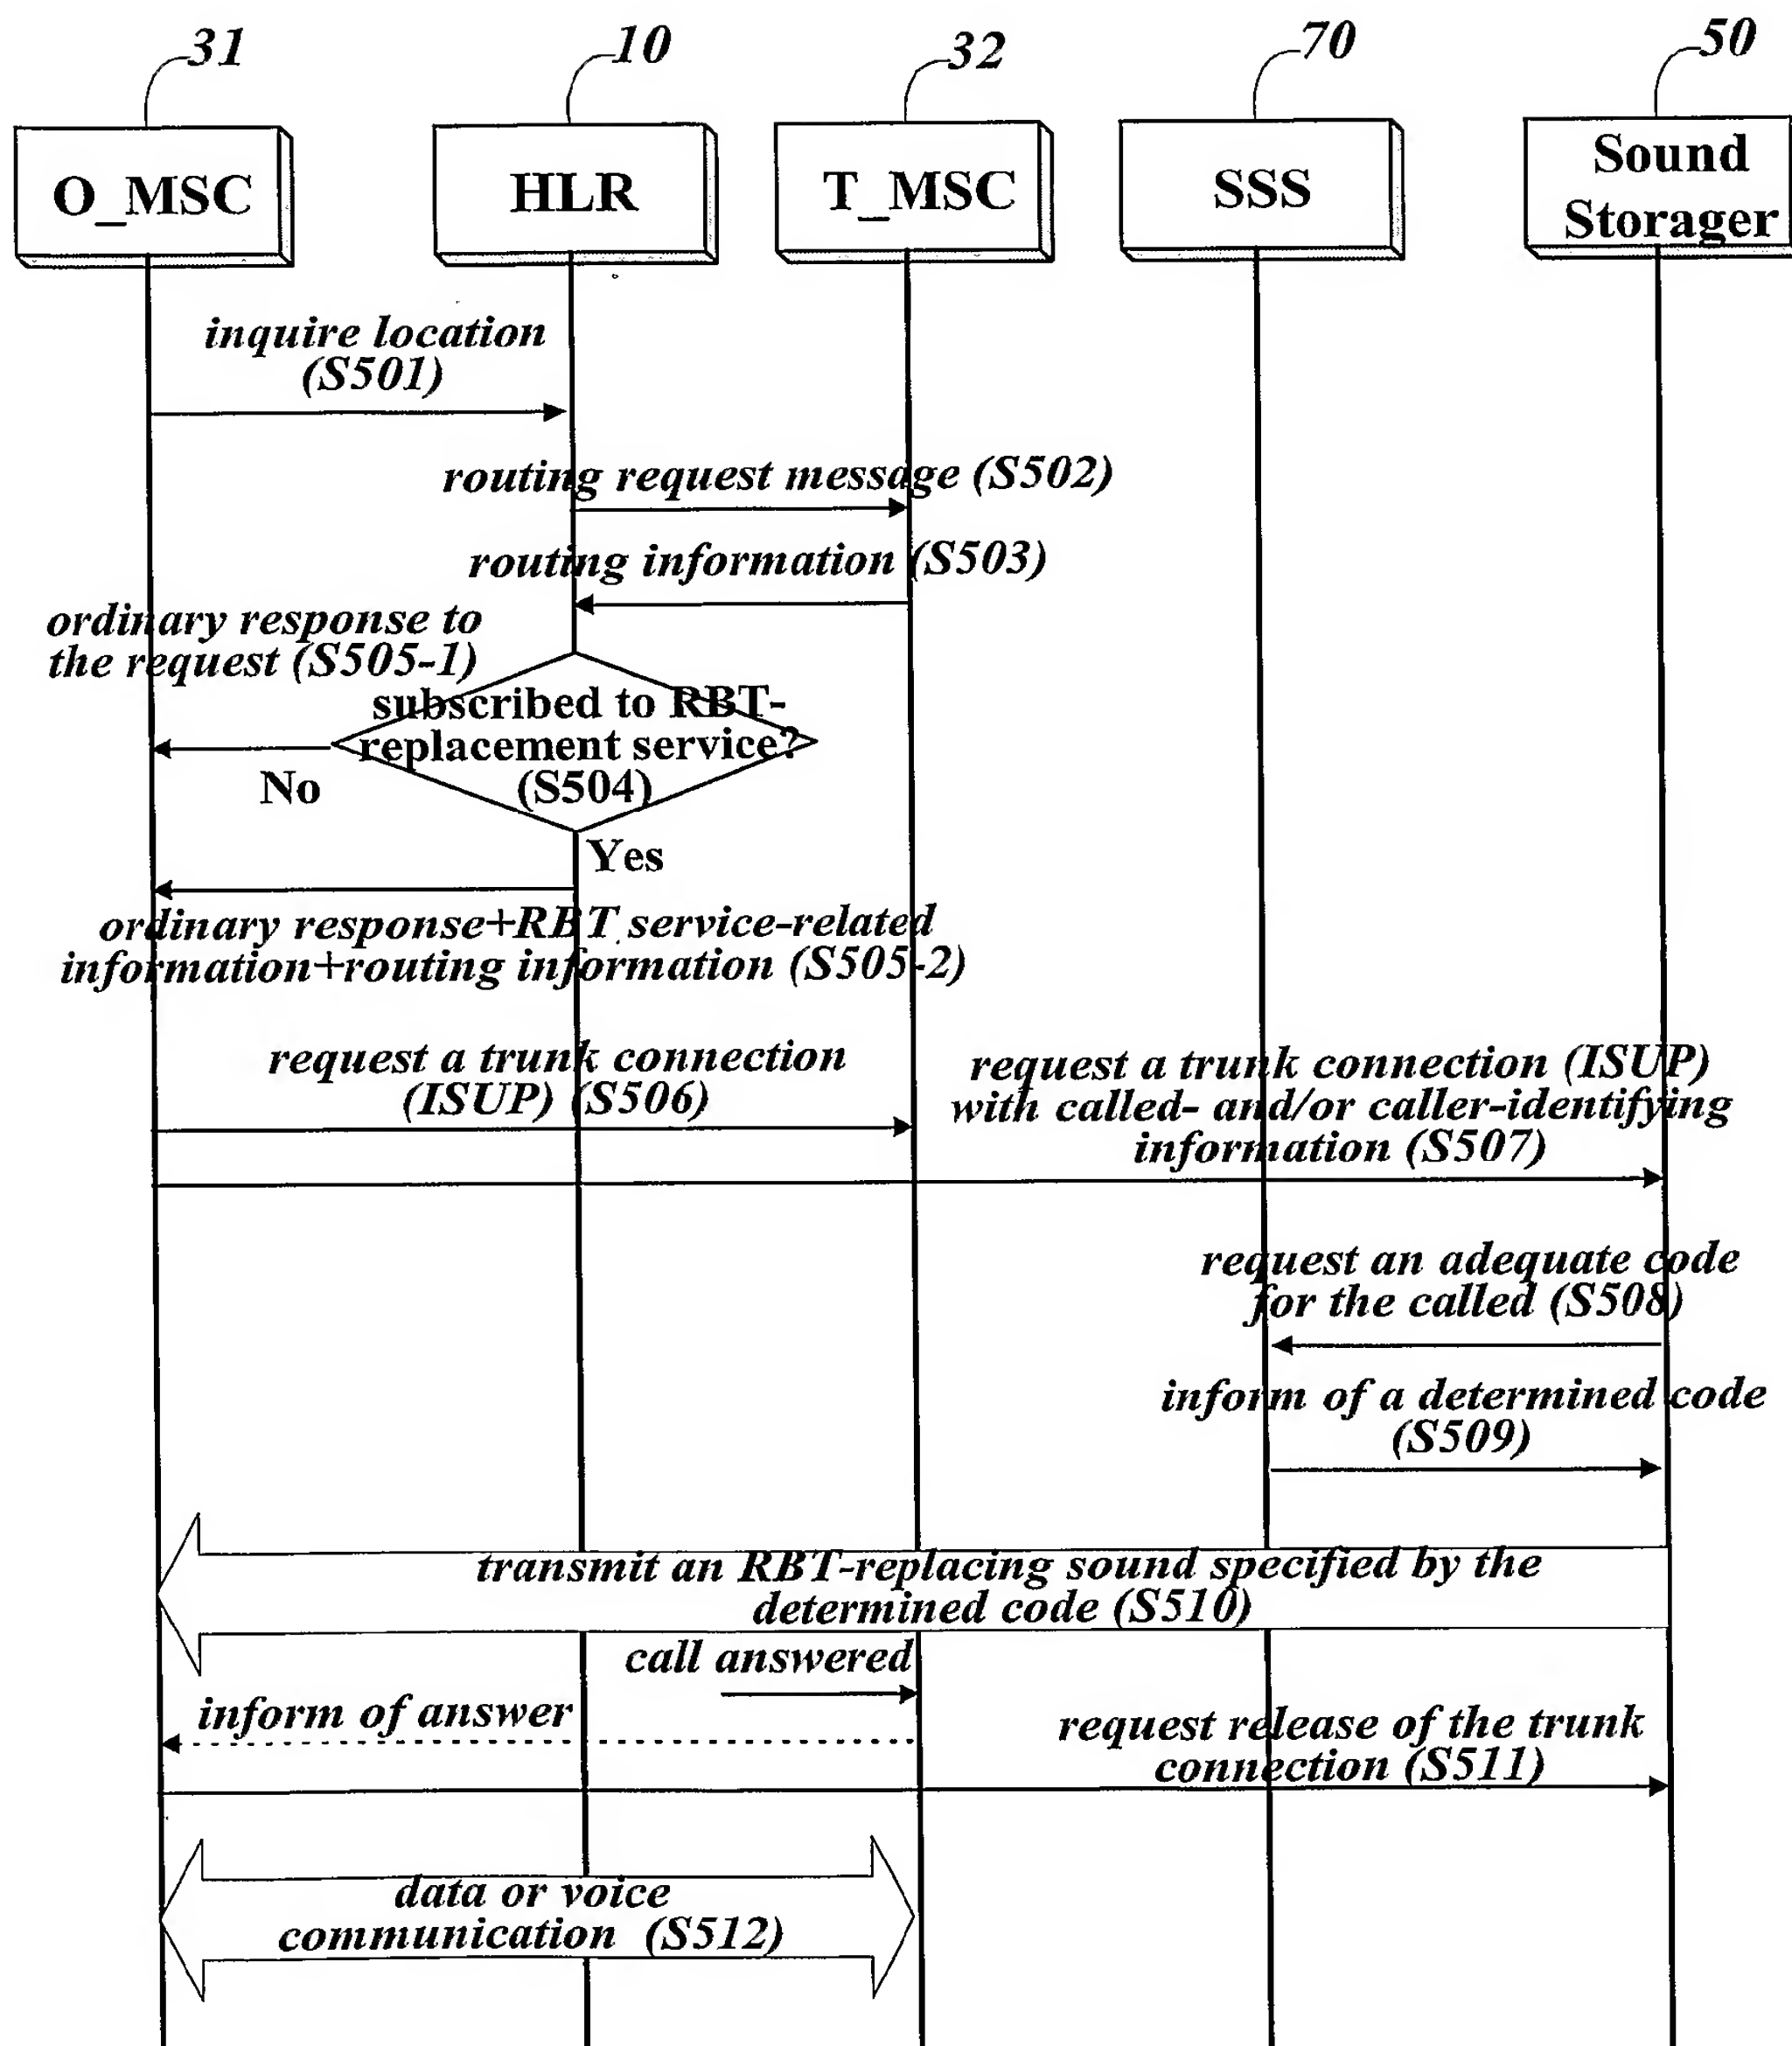 31
10
32
70
50
O_MSC
HLR
T_MSC
SSS
Sound
Storager
inquire location
(S501)
routing request message (S502)
routing information (S503)
ordinary response to
the request (S505-1)
subscribed to RBT-
replacement service?
(S504)
No
Yes
ordinary response+RBT service-related
information+routing information (S505-2)
request a trunk connection
(ISUP) (S506)
request a trunk connection (ISUP)
with called- and/or caller-identifying
information (S507)
request an adequate code
for the called (S508)
inform of a determined code
(S509)
transmit an RBT-replacing sound specified by the
determined code (S510)
call answered
inform of answer
request release of the trunk
connection (S511)
data or voice
communication (S512)